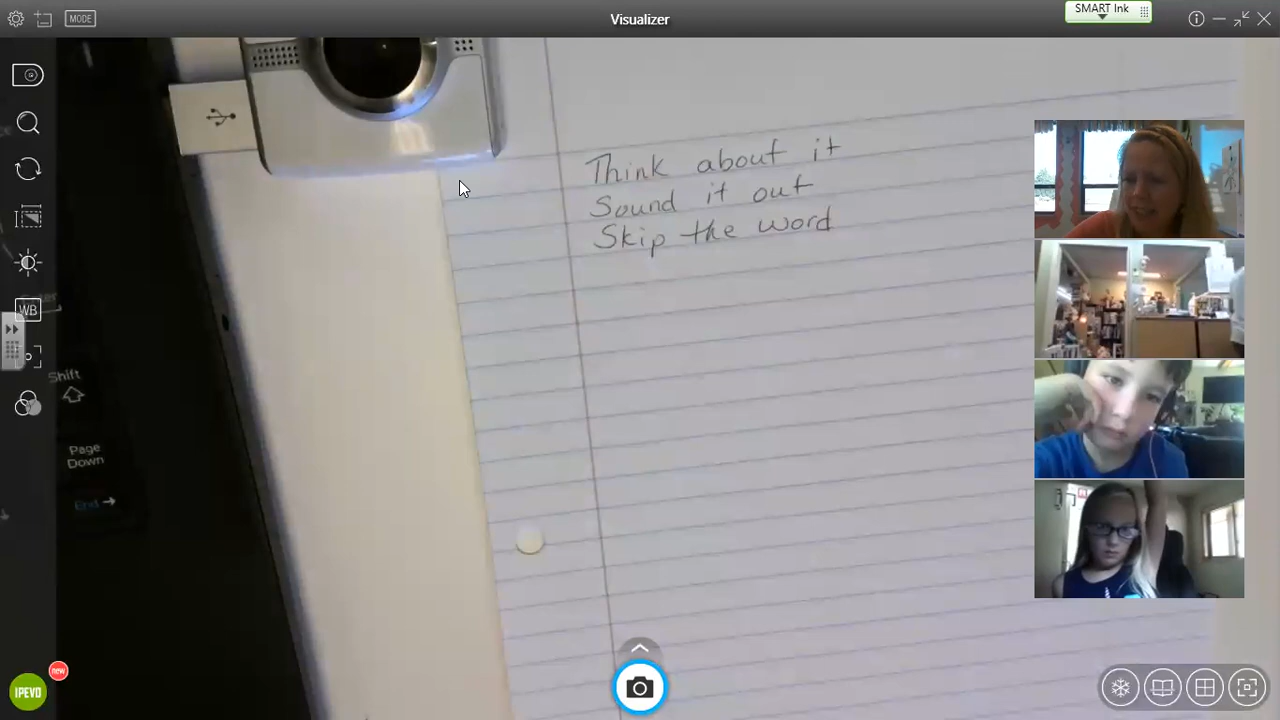 Visualizer
MODE
SMART Ink
Think about it
Sound it out
Skip the word
WB
Shift
Page
Down
End →
IPEVO
new